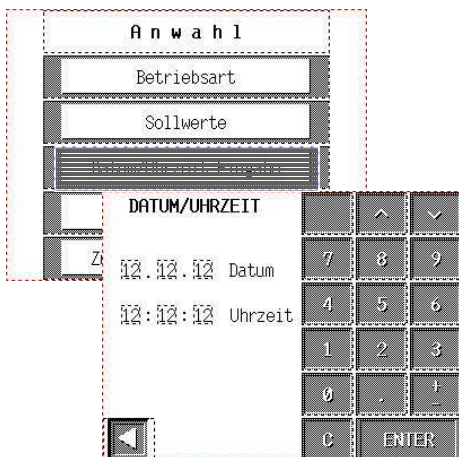 Anwahl
Betriebsart
Sollwerte
DATUM/UHRZEIT
12.12.12 Datum
12:12:12 Uhrzeit
7 8 9
4 5 6
1 2 3
0 . +-
C ENTER